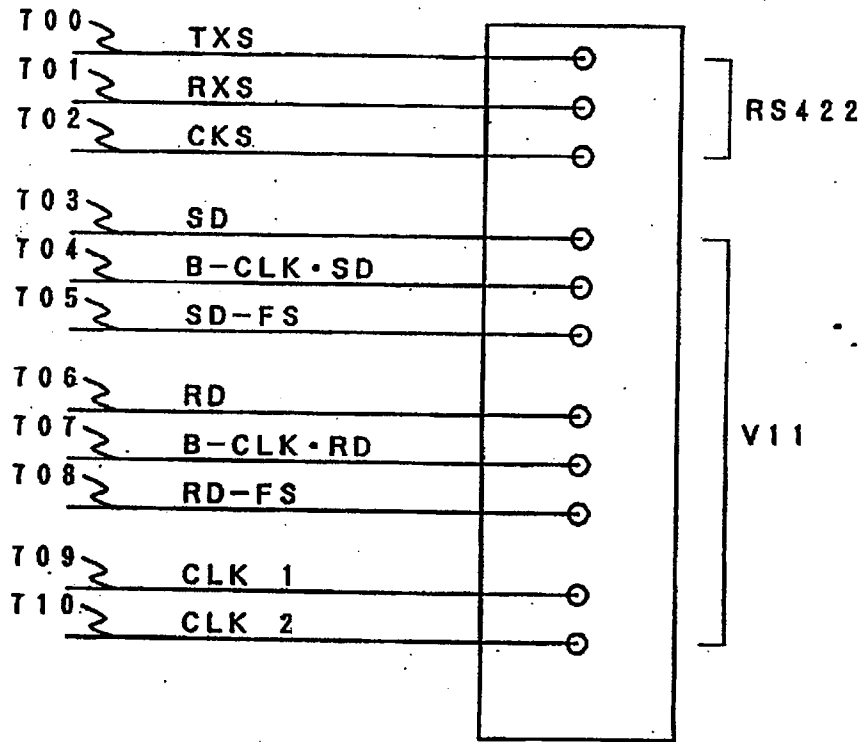 700
TXS
701
RXS
702
CKS
RS422
703
SD
704
B-CLK·SD
705
SD-FS
706
RD
707
B-CLK·RD
V11
708
RD-FS
709
CLK 1
710
CLK 2